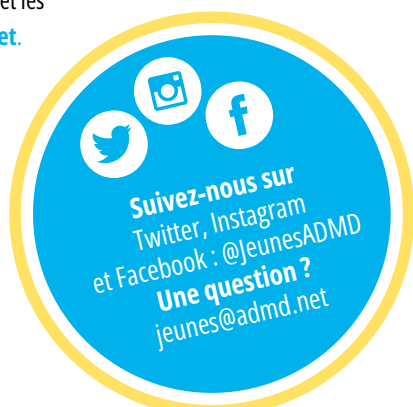 et les
et.
Suivez-nous sur
Twitter, Instagram
et Facebook : @JeunesADMD
Une question ?
jeunes@admd.net